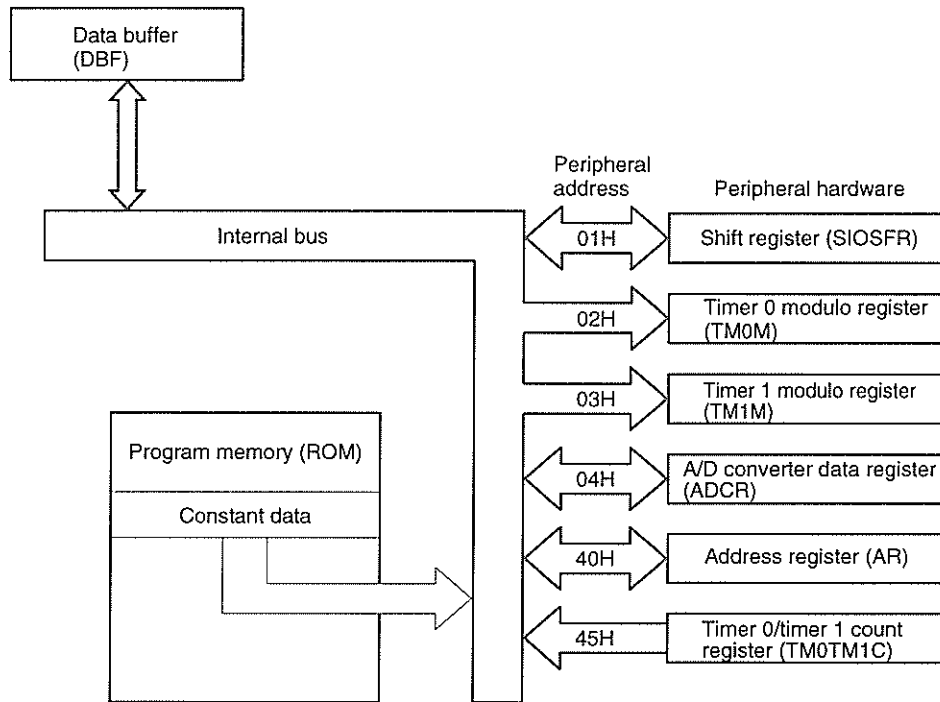 Data buffer
(DBF)
Peripheral
address
Peripheral hardware
Internal bus
01H
Shift register (SIOSFR)
02H
Timer 0 modulo register
(TM0M)
03H
Timer 1 modulo register
(TM1M)
Program memory (ROM)
04H
A/D converter data register
(ADCR)
Constant data
40H
Address register (AR)
45H
Timer 0/timer 1 count
register (TM0TM1C)